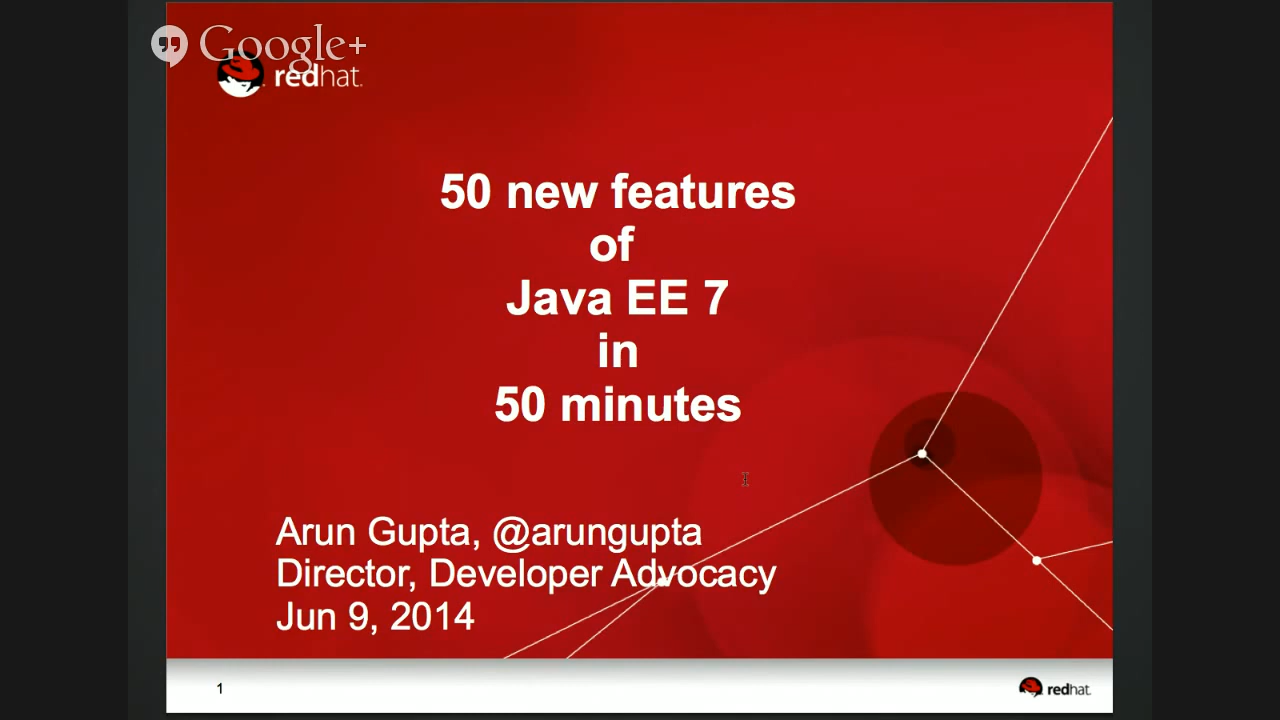 Google+
redhat.
50 new features
of
Java EE 7
in
50 minutes
Arun Gupta, @arungupta
Director, Developer Advocacy
Jun 9, 2014
1
redhat.